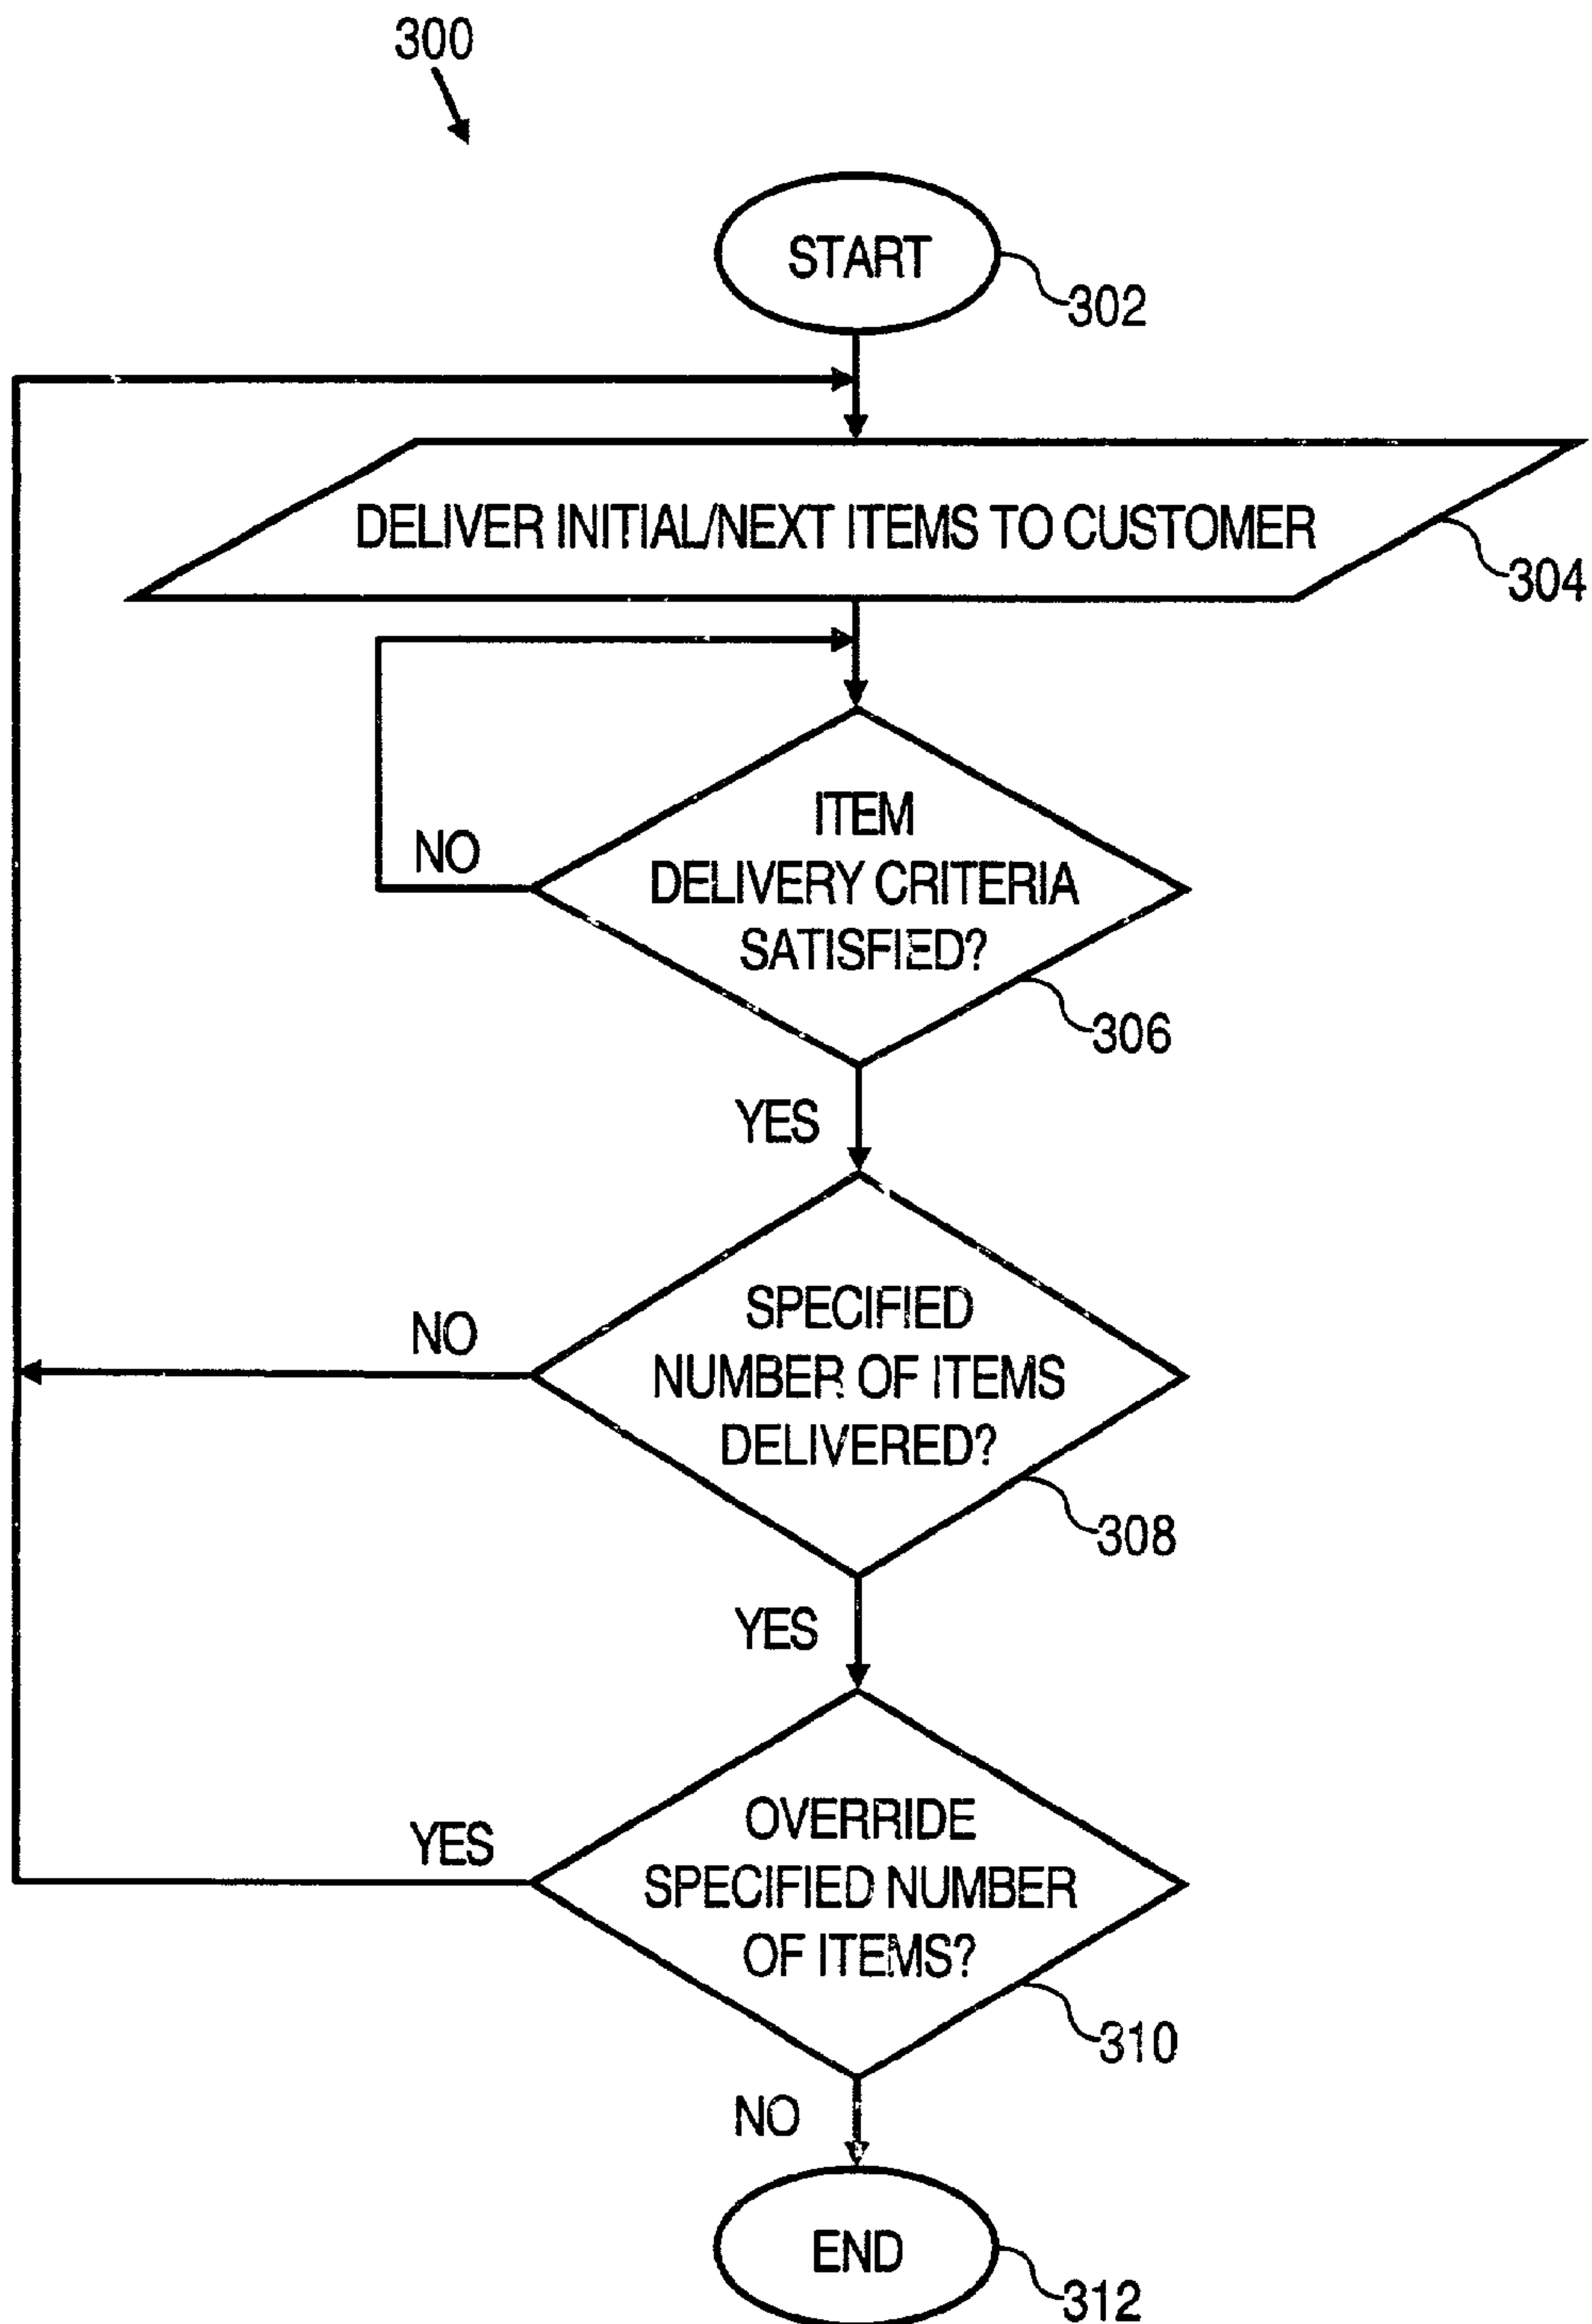 300
START
302
DELIVER INITIAL/NEXT ITEMS TO CUSTOMER
304
ITEM
DELIVERY CRITERIA
SATISFIED?
NO
306
YES
SPECIFIED
NUMBER OF ITEMS
DELIVERED?
NO
308
YES
OVERRIDE
SPECIFIED NUMBER
OF ITEMS?
YES
310
NO
END
312